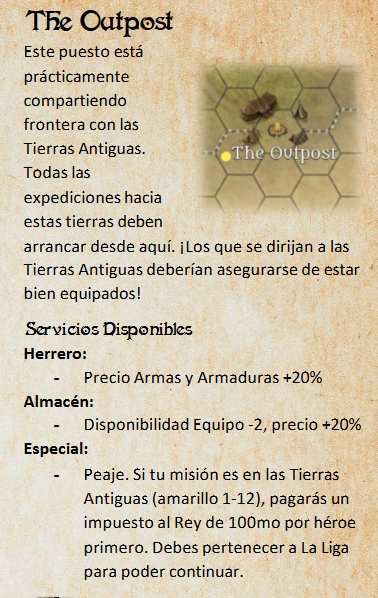 The Outpost
Este puesto está
prácticamente
compartiendo
frontera con las
Tierras Antiguas.
Todas las
expediciones hacia
estas tierras deben
arrancar desde aquí. ¡Los que se dirijan a las
Tierras Antiguas deberían asegurarse de estar
bien equipados!
The Outpost
Servicios Disponibles
Herrero:
- Precio Armas y Armaduras +20%
Almacén:
- Disponibilidad Equipo -2, precio +20%
Especial:
- Peaje. Si tu misión es en las Tierras
Antiguas (amarillo 1-12), pagarás un
impuesto al Rey de 100mo por héroe
primero. Debes pertenecer a La Liga
para poder continuar.